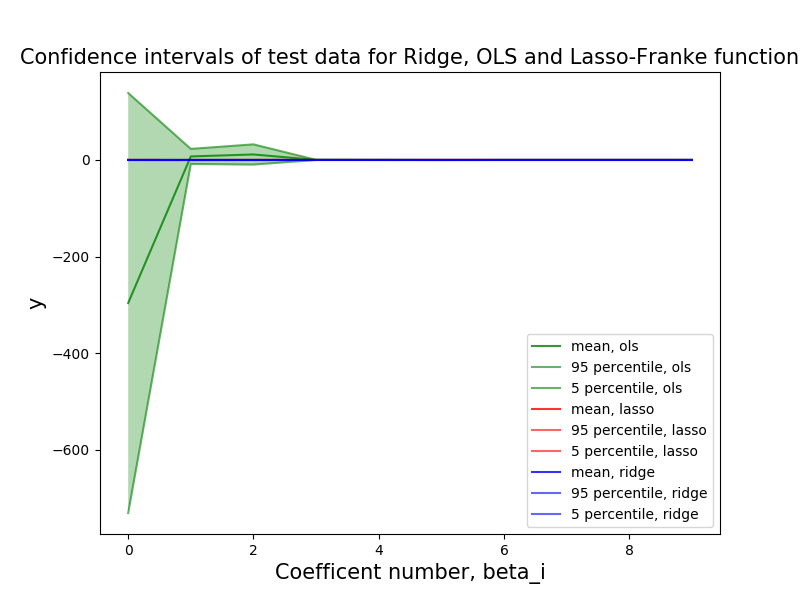 Confidence intervals of test data for Ridge, OLS and Lasso-Franke function
0
−200
−400
−600
y
mean, ols
95 percentile, ols
5 percentile, ols
mean, lasso
95 percentile, lasso
5 percentile, lasso
mean, ridge
95 percentile, ridge
5 percentile, ridge
0 2 4 6 8
Coefficent number, beta_i